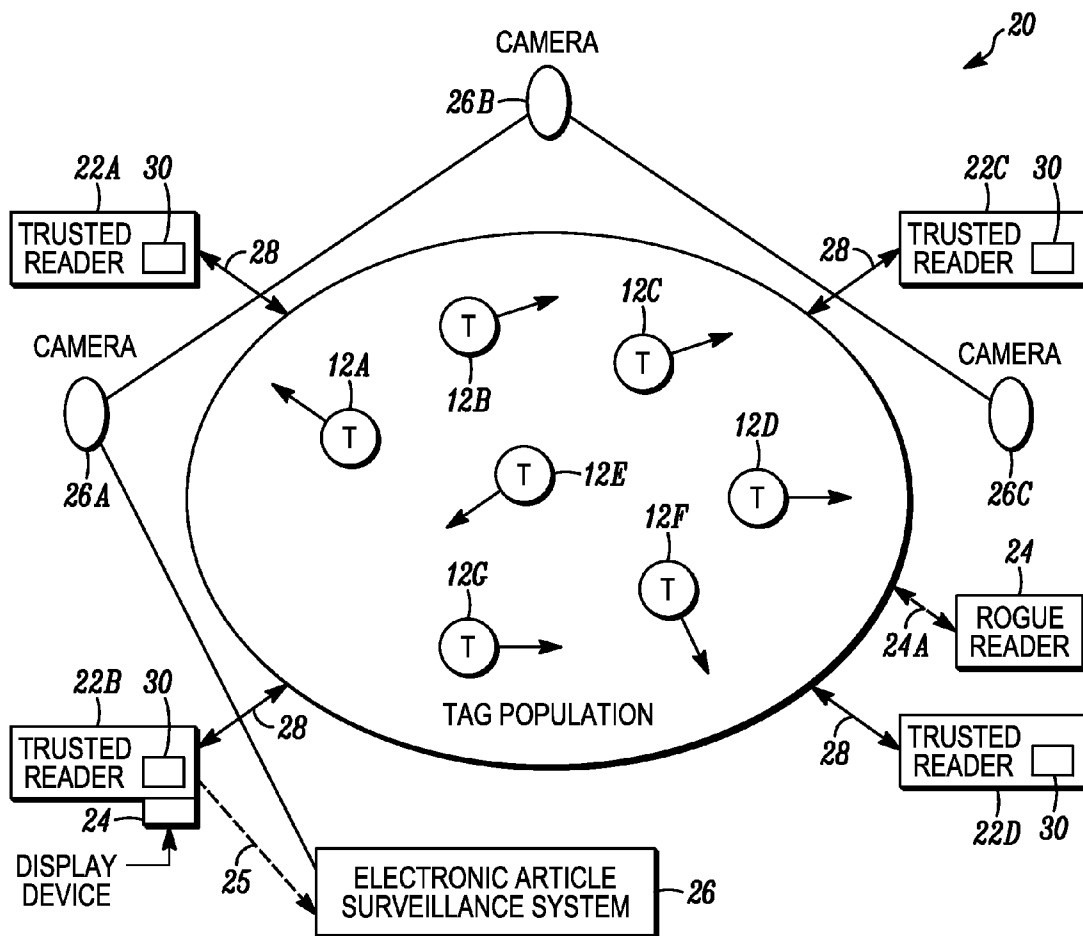 20
CAMERA
26B
22A 30
TRUSTED
READER
28
22C 30
TRUSTED
READER
28
12C
T
T
12B
CAMERA
26A
12A
T
T
CAMERA
26C
12D
T
T
12E
12F
T
12G
T
24
ROGUE
READER
24A
TAG POPULATION
22B 30
TRUSTED
READER
28
24
DISPLAY
DEVICE
25
28
TRUSTED
READER
22D 30
ELECTRONIC ARTICLE
SURVEILLANCE SYSTEM
26